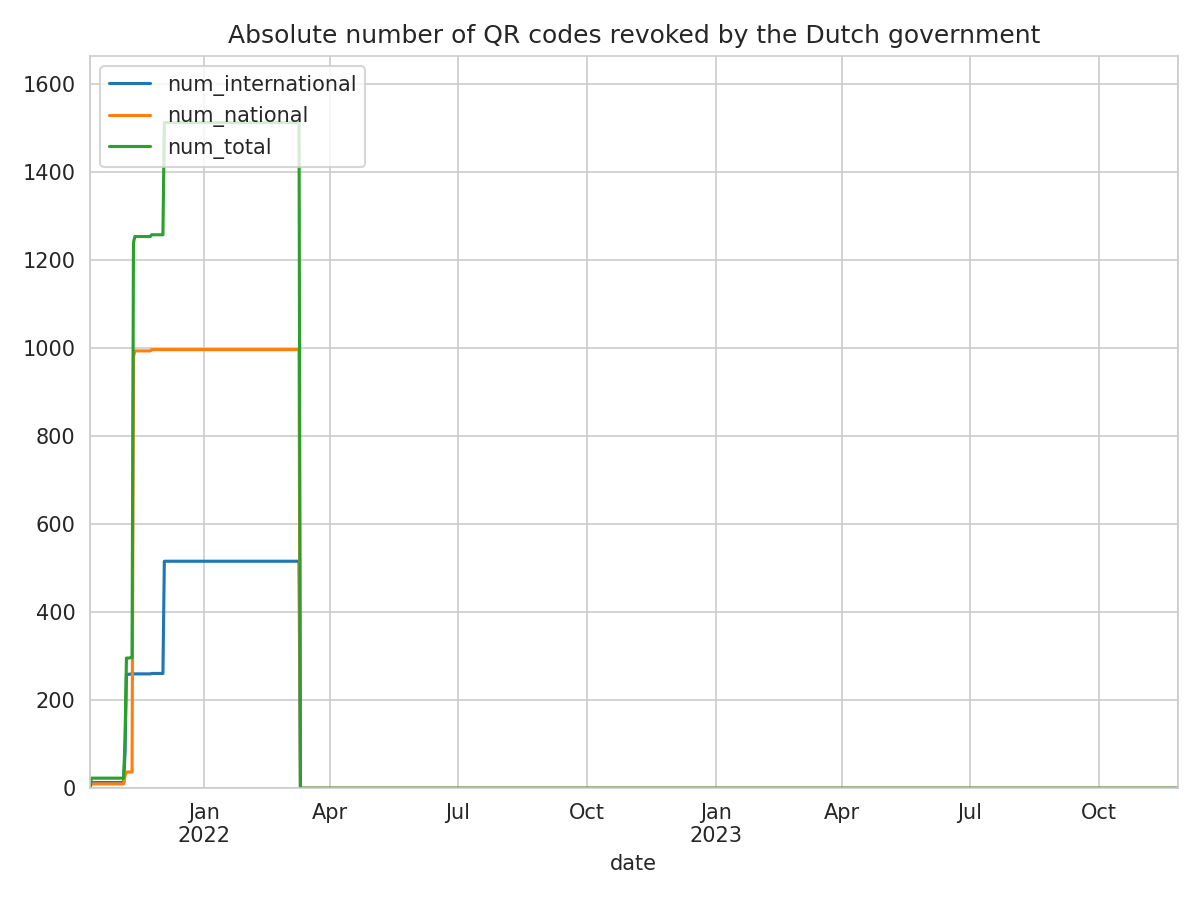 Absolute number of QR codes revoked by the Dutch government
num_international
num_national
num_total
1600
1400
1200
1000
800
600
400
200
0
Jan Apr Jul Oct Jan Apr Jul Oct
2022 2023
date